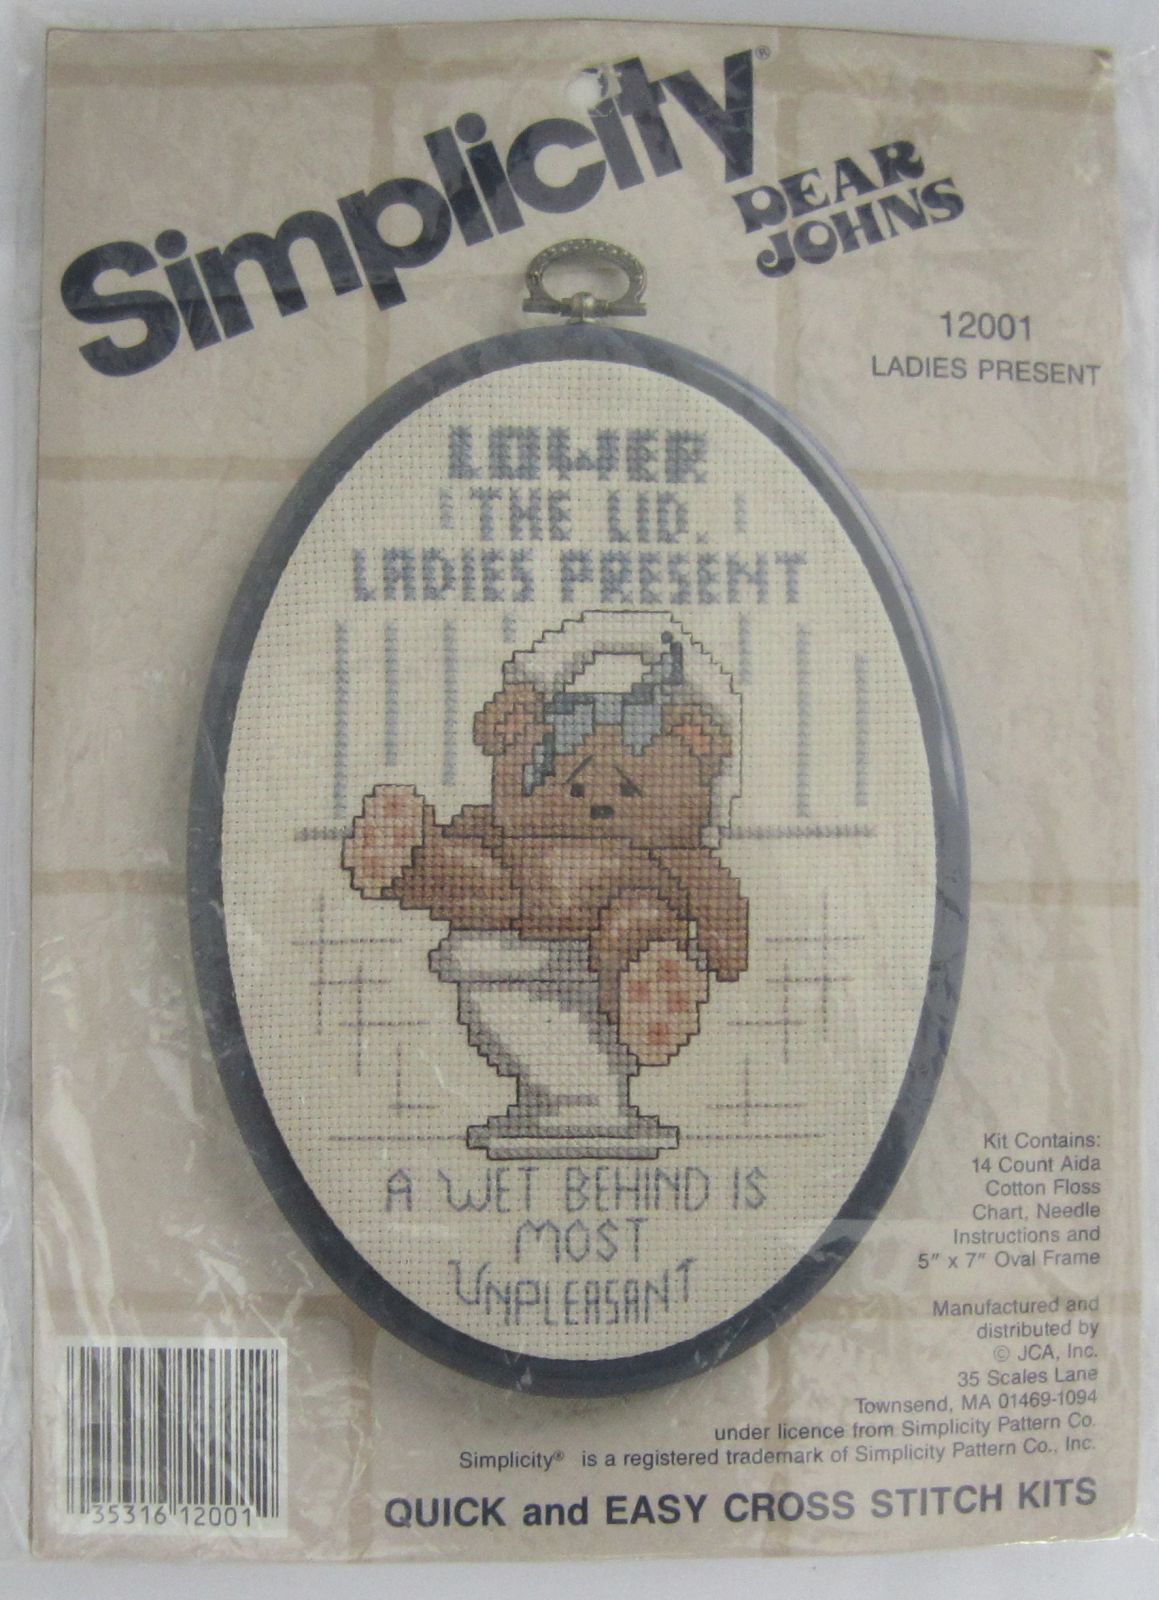 Simplicity®
DEAR
JOHNS
12001
LADIES PRESENT
LOWER
THE LID.
LADIES PRESENT
A WET BEHIND IS
MOST
UNPLEASANT
Kit Contains:
14 Count Aida
Cotton Floss
Chart, Needle
Instructions and
5" x 7" Oval Frame
Manufactured and
distributed by
© JCA, Inc.
35 Scales Lane
Townsend, MA 01469-1094
under licence from Simplicity Pattern Co.
Simplicity® is a registered trademark of Simplicity Pattern Co., Inc.
35316 12001
QUICK and EASY CROSS STITCH KITS